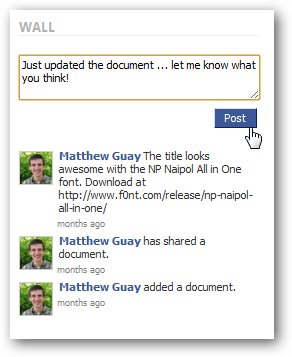 WALL
Just updated the document ... let me know what
you think!
Post
Matthew Guay The title looks
awesome with the NP Naipol All in One
font. Download at
http://www.f0nt.com/release/np-naipol-
all-in-one/
months ago
Matthew Guay has shared a
document.
months ago
Matthew Guay added a document.
months ago